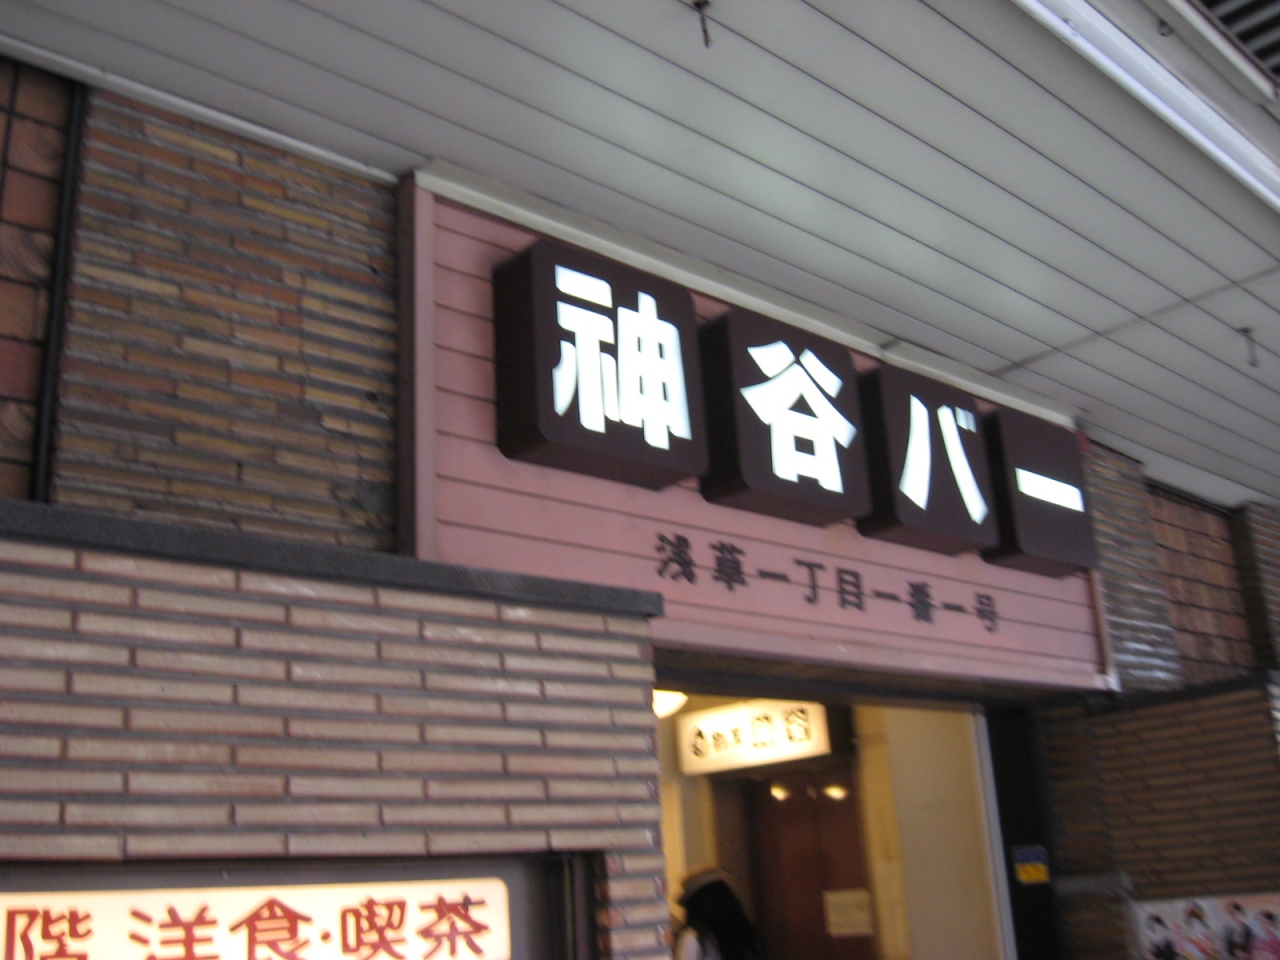 神谷バー
浅草一丁目一番一号
階 洋食・喫茶